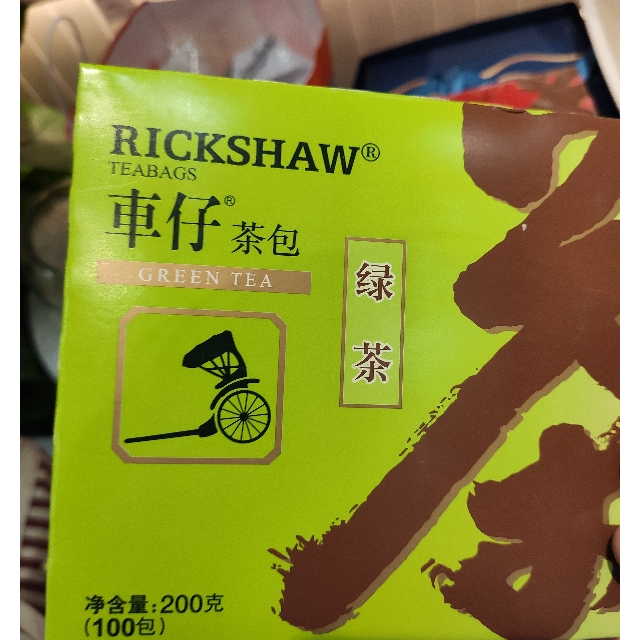 RICKSHAW®
TEABAGS
車仔® 茶包
GREEN TEA
绿
茶
净含量: 200克
(100包)